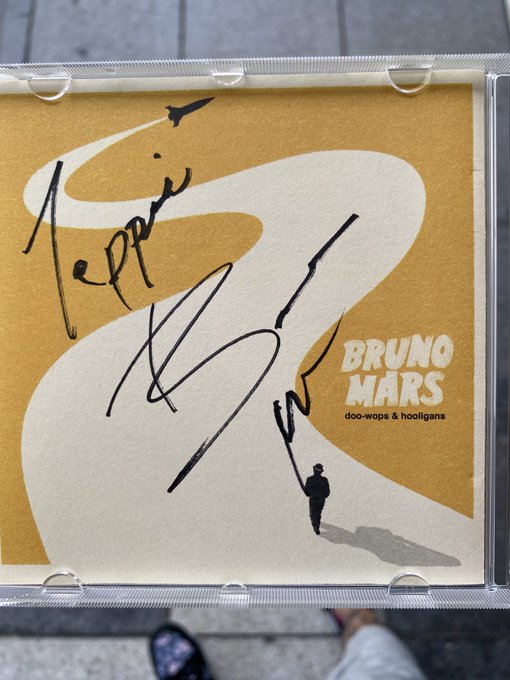 Teppei
BRUNO
MARS
doo-wops & hooligans